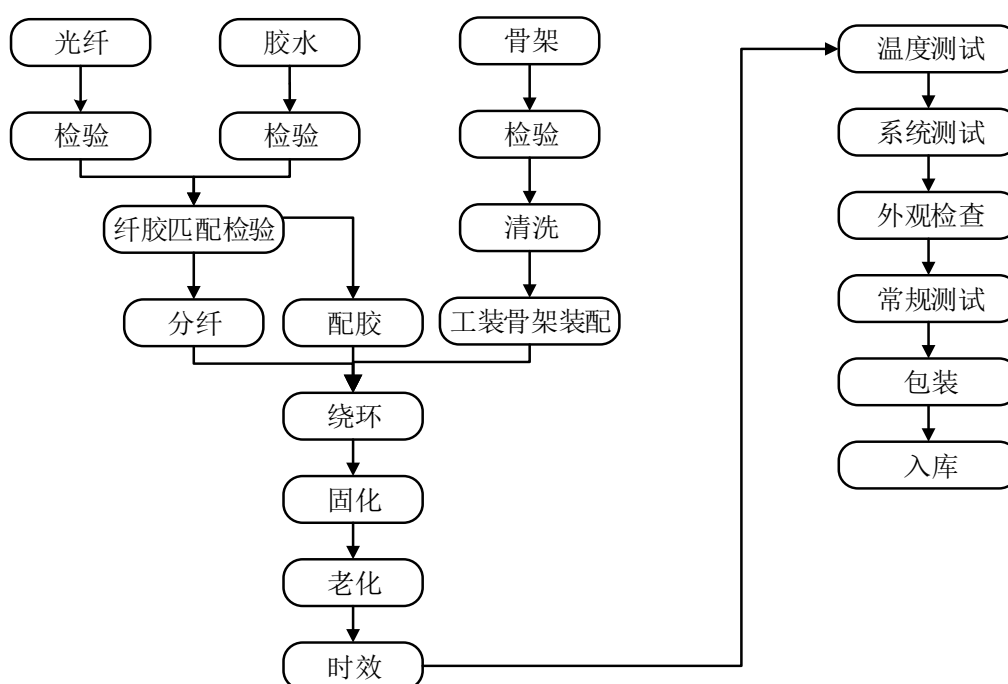 光纤
胶水
骨架
检验
检验
检验
纤胶匹配检验
清洗
分纤
配胶
工装骨架装配
绕环
固化
老化
时效
温度测试
系统测试
外观检查
常规测试
包装
入库